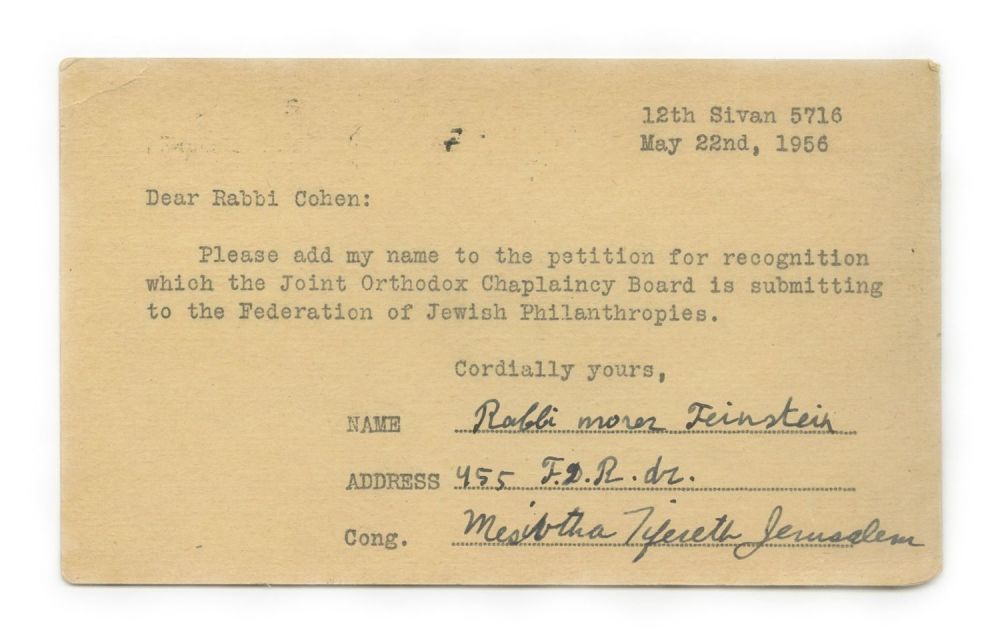 12th Sivan 5716
May 22nd, 1956
Dear Rabbi Cohen:
Please add my name to the petition for recognition
which the Joint Orthodox Chaplaincy Board is submitting
to the Federation of Jewish Philanthropies.
Cordially yours,
NAME Rabbi moses Feinstein
ADDRESS 455 F.D.R. dr.
Cong. Mesivtha Tifereth Jerusalem